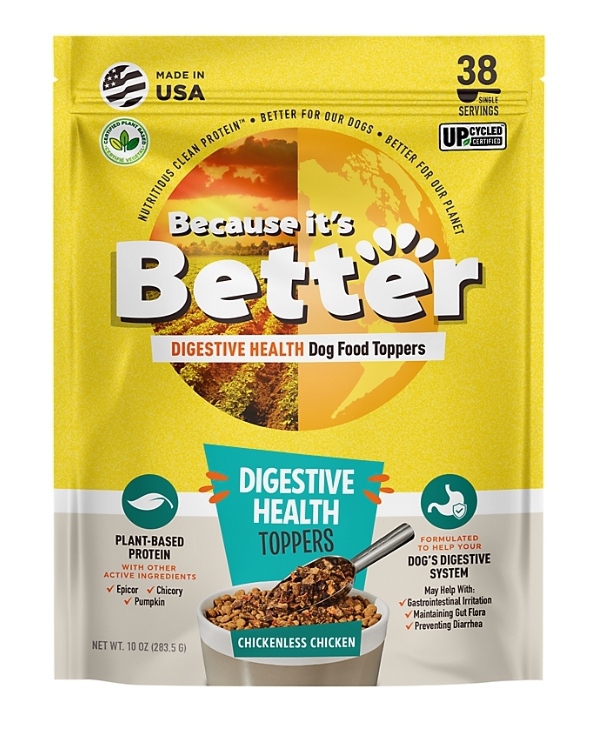 MADE IN
USA
38
SINGLE
SERVINGS
CERTIFIED PLANT BASED
UPCYCLED™
CERTIFIED
NUTRITIOUS CLEAN PROTEIN™ • BETTER FOR OUR DOGS • BETTER FOR OUR PLANET
Because it's
Better
DIGESTIVE HEALTH Dog Food Toppers
DIGESTIVE
HEALTH
TOPPERS
PLANT-BASED
PROTEIN
WITH OTHER
ACTIVE INGREDIENTS
✓ Epicor ✓ Chicory
✓ Pumpkin
FORMULATED
TO HELP YOUR
DOG'S DIGESTIVE
SYSTEM
May Help With:
✓ Gastrointestinal Irritation
✓ Maintaining Gut Flora
✓ Preventing Diarrhea
CHICKENLESS CHICKEN
NET WT. 10 OZ (283.5 G)